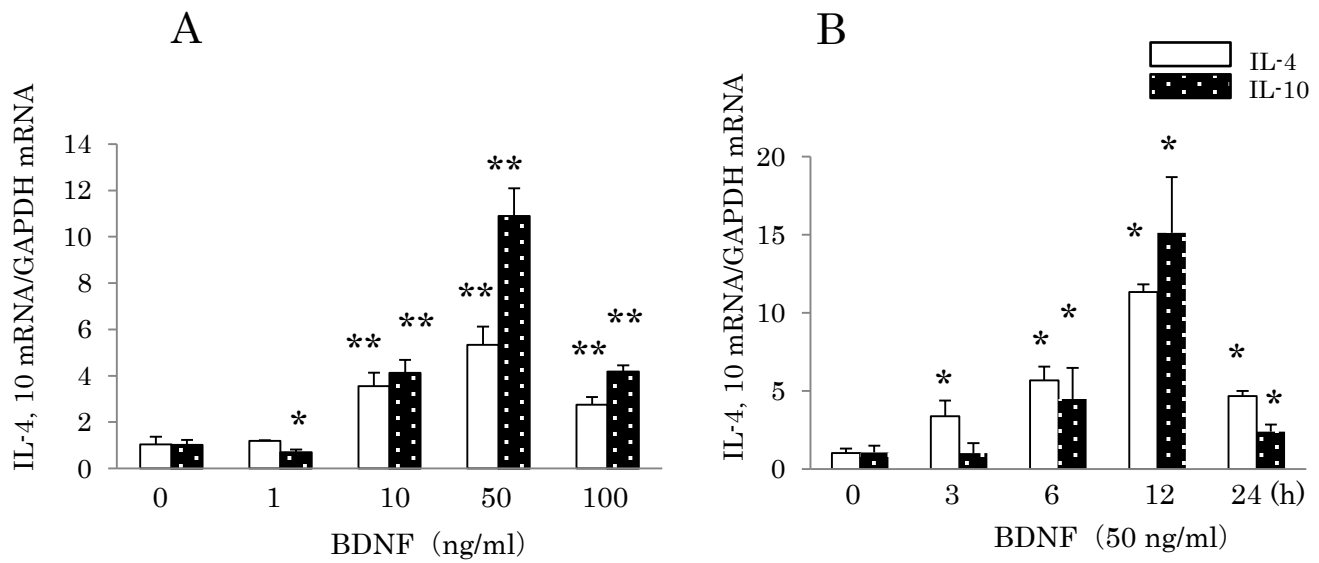 A
IL-4, 10 mRNA/GAPDH mRNA
14
12
10
8
6
4
2
0
**
**
**
**
**
**
*
0 1 10 50 100
BDNF (ng/ml)
B
IL-4
IL-10
IL-4, 10 mRNA/GAPDH mRNA
20
15
10
5
0
*
*
*
*
*
*
*
0 3 6 12 24 (h)
BDNF (50 ng/ml)